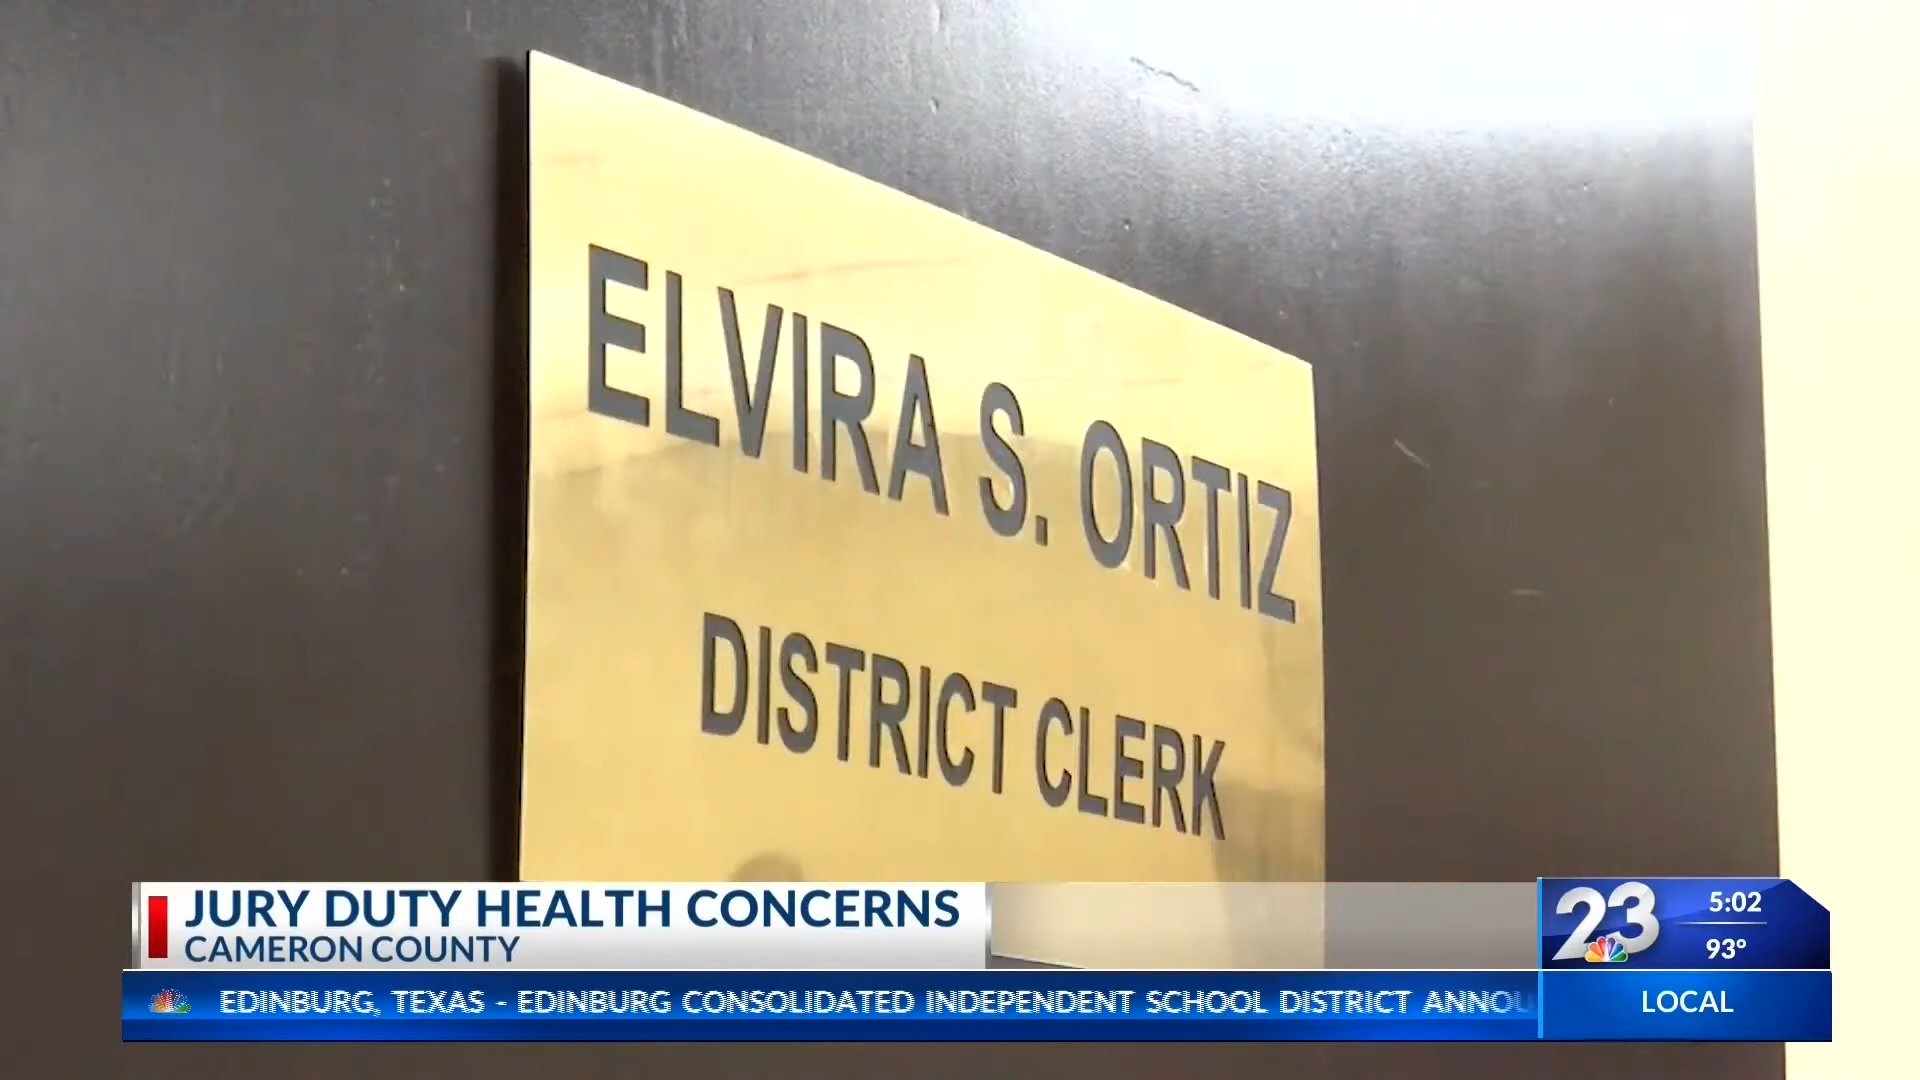 ELVIRA S. ORTIZ
DISTRICT CLERK
JURY DUTY HEALTH CONCERNS
CAMERON COUNTY
23
5:02
93°
EDINBURG, TEXAS - EDINBURG CONSOLIDATED INDEPENDENT SCHOOL DISTRICT
LOCAL